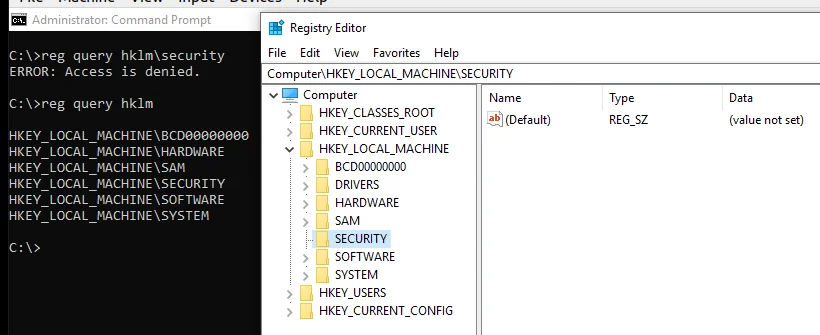 File Machine View Input Devices Help
Administrator: Command Prompt
C:\>reg query hklm\security
ERROR: Access is denied.
C:\>reg query hklm
HKEY_LOCAL_MACHINE\BCD00000000
HKEY_LOCAL_MACHINE\HARDWARE
HKEY_LOCAL_MACHINE\SAM
HKEY_LOCAL_MACHINE\SECURITY
HKEY_LOCAL_MACHINE\SOFTWARE
HKEY_LOCAL_MACHINE\SYSTEM
C:\>
Registry Editor
File Edit View Favorites Help
Computer\HKEY_LOCAL_MACHINE\SECURITY
Computer
HKEY_CLASSES_ROOT
HKEY_CURRENT_USER
HKEY_LOCAL_MACHINE
BCD00000000
DRIVERS
HARDWARE
SAM
SECURITY
SOFTWARE
SYSTEM
HKEY_USERS
HKEY_CURRENT_CONFIG
Name Type Data
(Default) REG_SZ (value not set)